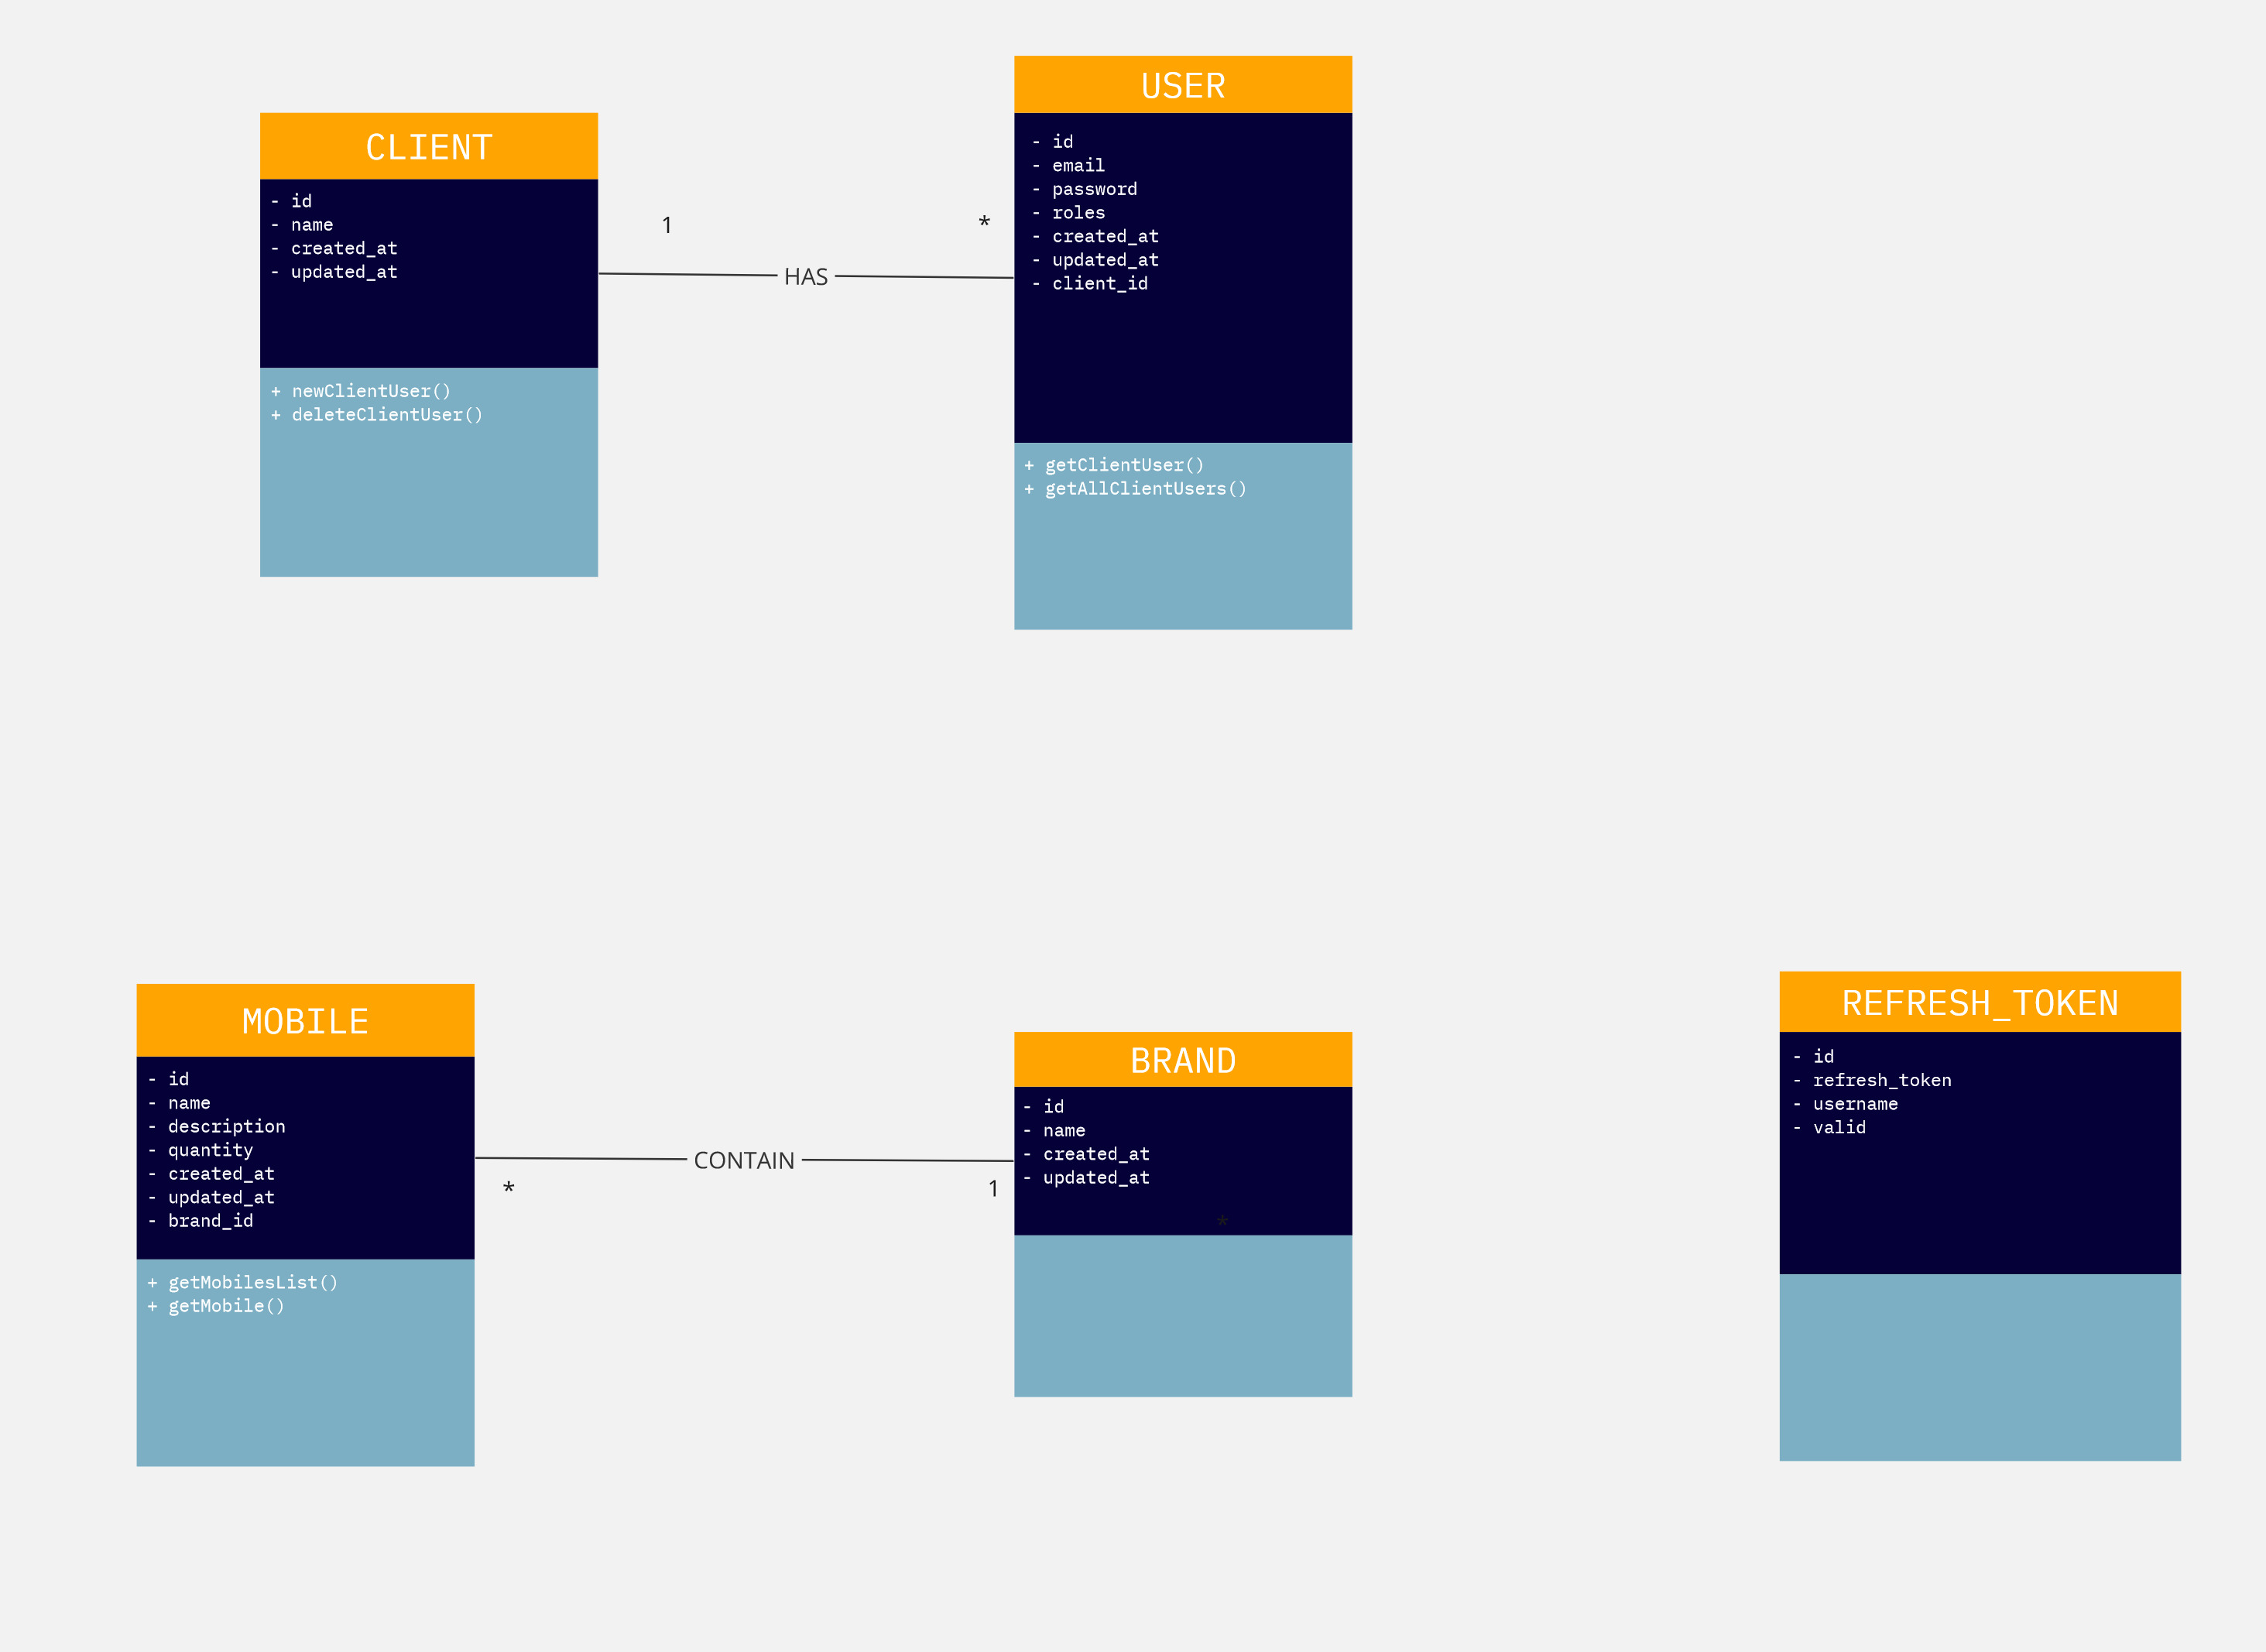 CLIENT
- id
- name
- created_at
- updated_at
+ newClientUser()
+ deleteClientUser()
1
HAS
*
USER
- id
- email
- password
- roles
- created_at
- updated_at
- client_id
+ getClientUser()
+ getAllClientUsers()
MOBILE
- id
- name
- description
- quantity
- created_at
- updated_at
- brand_id
+ getMobilesList()
+ getMobile()
*
CONTAIN
1
BRAND
- id
- name
- created_at
- updated_at
*
REFRESH_TOKEN
- id
- refresh_token
- username
- valid